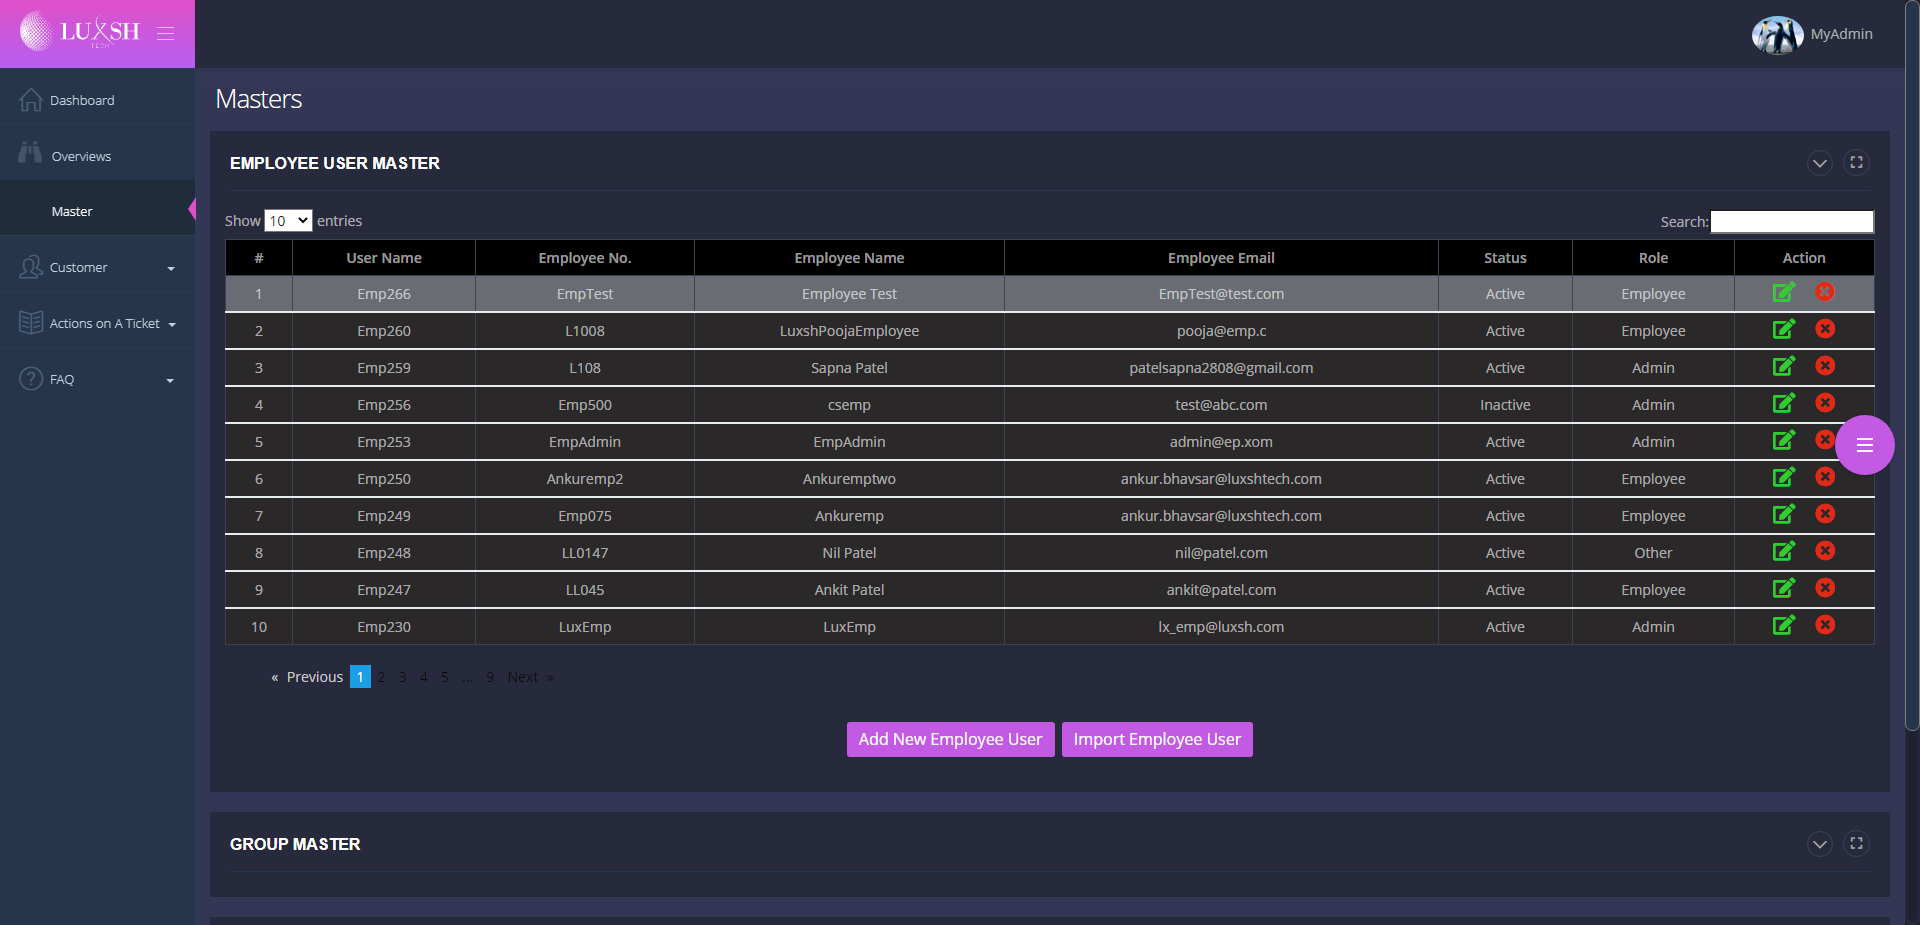 LUXSH
TECH
MyAdmin
Dashboard
Overviews
Master
Customer
Actions on A Ticket
FAQ
Masters
EMPLOYEE USER MASTER
Show 10 entries
Search:
# User Name Employee No. Employee Name Employee Email Status Role Action
1 Emp266 EmpTest Employee Test EmpTest@test.com Active Employee
2 Emp260 L1008 LuxshPoojaEmployee pooja@emp.c Active Employee
3 Emp259 L108 Sapna Patel patelsapna2808@gmail.com Active Admin
4 Emp256 Emp500 csemp test@abc.com Inactive Admin
5 Emp253 EmpAdmin EmpAdmin admin@ep.xom Active Admin
6 Emp250 Ankuremp2 Ankuremptwo ankur.bhavsar@luxshtech.com Active Employee
7 Emp249 Emp075 Ankuremp ankur.bhavsar@luxshtech.com Active Employee
8 Emp248 LL0147 Nil Patel nil@patel.com Active Other
9 Emp247 LL045 Ankit Patel ankit@patel.com Active Employee
10 Emp230 LuxEmp LuxEmp lx_emp@luxsh.com Active Admin
« Previous 1 2 3 4 5 ... 9 Next »
Add New Employee User Import Employee User
GROUP MASTER